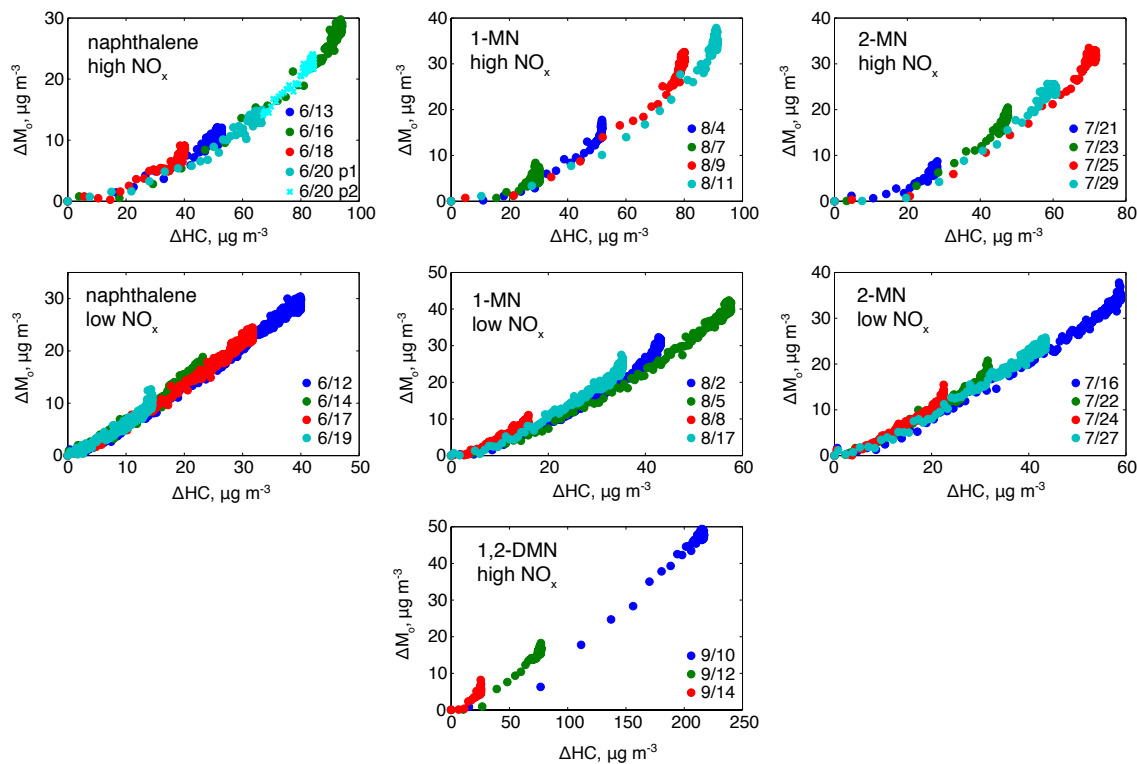 naphthalene
high NOₓ
ΔMₒ, µg m⁻³
30
20
10
0
6/13
6/16
6/18
6/20 p1
6/20 p2
0 20 40 60 80 100
ΔHC, µg m⁻³
1-MN
high NOₓ
ΔMₒ, µg m⁻³
40
30
20
10
0
8/4
8/7
8/9
8/11
0 20 40 60 80 100
ΔHC, µg m⁻³
2-MN
high NOₓ
ΔMₒ, µg m⁻³
40
30
20
10
0
7/21
7/23
7/25
7/29
0 20 40 60 80
ΔHC, µg m⁻³
naphthalene
low NOₓ
ΔMₒ, µg m⁻³
30
20
10
0
6/12
6/14
6/17
6/19
0 10 20 30 40 50
ΔHC, µg m⁻³
1-MN
low NOₓ
ΔMₒ, µg m⁻³
50
40
30
20
10
0
8/2
8/5
8/8
8/17
0 20 40 60
ΔHC, µg m⁻³
2-MN
low NOₓ
ΔMₒ, µg m⁻³
40
30
20
10
0
7/16
7/22
7/24
7/27
0 20 40 60
ΔHC, µg m⁻³
1,2-DMN
high NOₓ
ΔMₒ, µg m⁻³
50
40
30
20
10
0
9/10
9/12
9/14
0 50 100 150 200 250
ΔHC, µg m⁻³